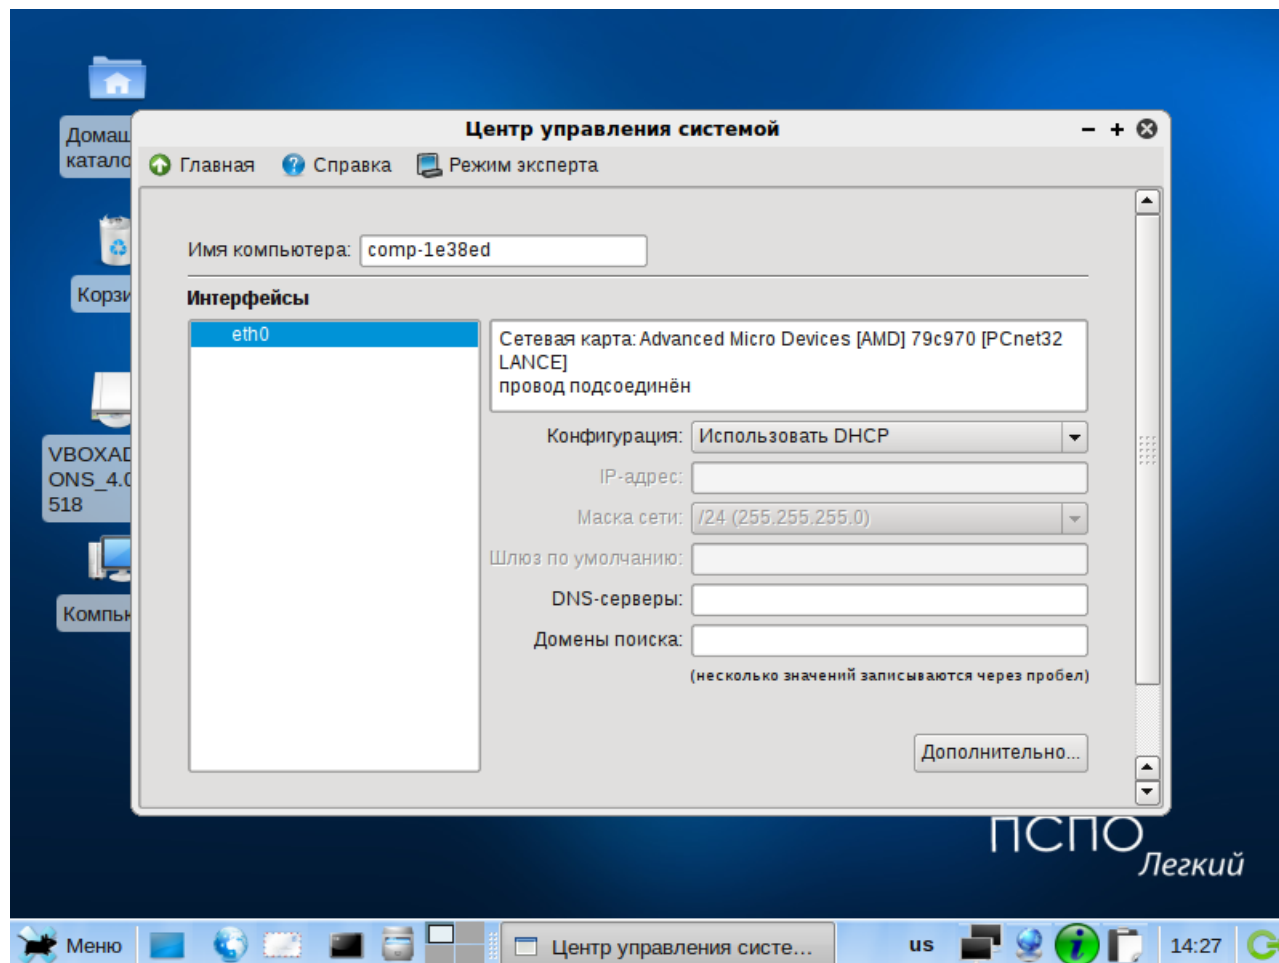 Домаш
катало
Корзи
VBOXAD
ONS_4.0
518
Компьк
Центр управления системой
Главная Справка Режим эксперта
Имя компьютера: comp-1e38ed
Интерфейсы
eth0
Сетевая карта: Advanced Micro Devices [AMD] 79c970 [PCnet32
LANCE]
провод подсоединён
Конфигурация: Использовать DHCP
IP-адрес:
Маска сети: /24 (255.255.255.0)
Шлюз по умолчанию:
DNS-серверы:
Домены поиска:
(несколько значений записываются через пробел)
Дополнительно...
ПСПО
Легкий
Меню Центр управления систе... us 14:27